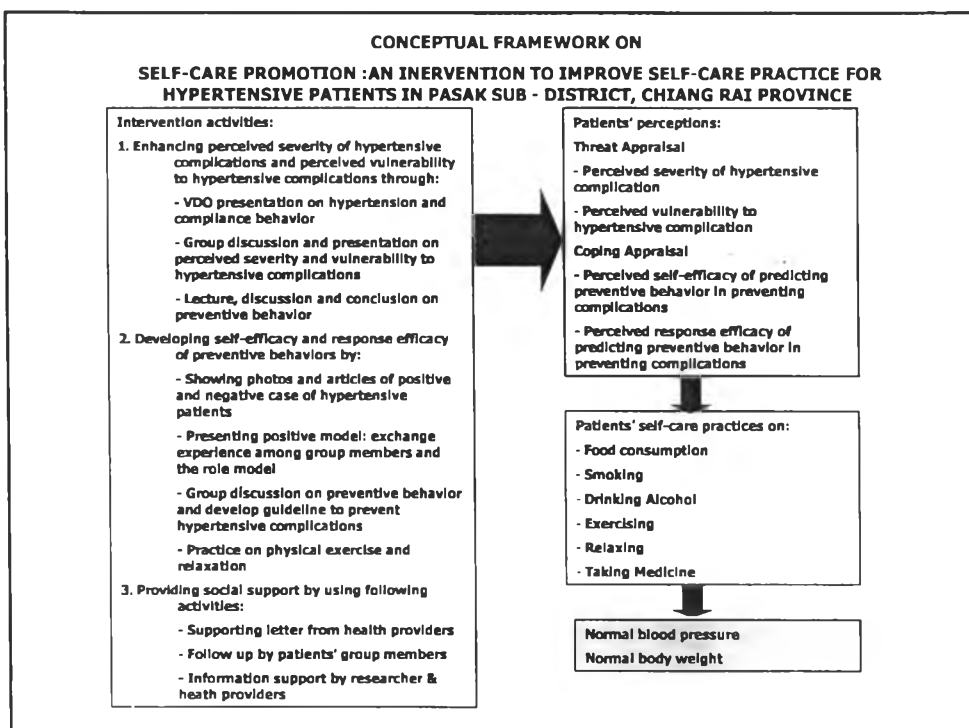 CONCEPTUAL FRAMEWORK ON
SELF-CARE PROMOTION :AN INERVENTION TO IMPROVE SELF-CARE PRACTICE FOR
HYPERTENSIVE PATIENTS IN PASAK SUB - DISTRICT, CHIANG RAI PROVINCE
Intervention activities:
1. Enhancing perceived severity of hypertensive
complications and perceived vulnerability
to hypertensive complications through:
- VDO presentation on hypertension and
compliance behavior
- Group discussion and presentation on
perceived severity and vulnerability to
hypertensive complications
- Lecture, discussion and conclusion on
preventive behavior
2. Developing self-efficacy and response efficacy
of preventive behaviors by:
- Showing photos and articles of positive
and negative case of hypertensive
patients
- Presenting positive model: exchange
experience among group members and
the role model
- Group discussion on preventive behavior
and develop guideline to prevent
hypertensive complications
- Practice on physical exercise and
relaxation
3. Providing social support by using following
activities:
- Supporting letter from health providers
- Follow up by patients' group members
- Information support by researcher &
heath providers
Patients' perceptions:
Threat Appraisal
- Perceived severity of hypertensive
complication
- Perceived vulnerability to
hypertensive complication
Coping Appraisal
- Perceived self-efficacy of predicting
preventive behavior in preventing
complications
- Perceived response efficacy of
predicting preventive behavior in
preventing complications
Patients' self-care practices on:
- Food consumption
- Smoking
- Drinking Alcohol
- Exercising
- Relaxing
- Taking Medicine
Normal blood pressure
Normal body weight